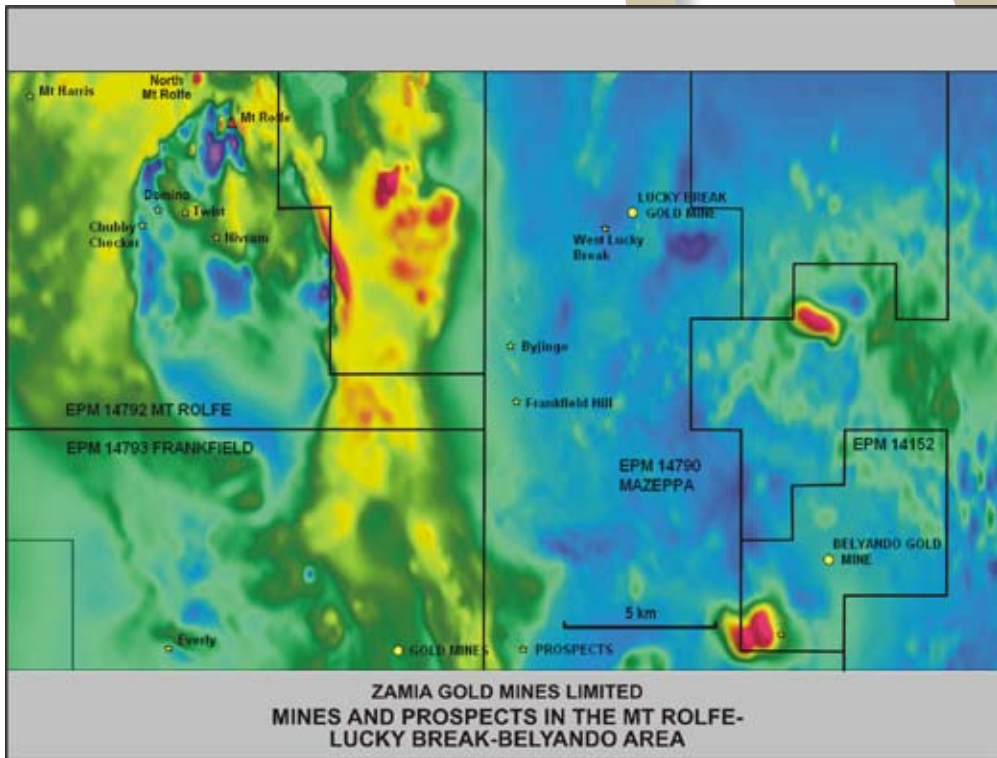 Mt Harris
North
Mt Rolfe
Mt Rolfe
Domino
Twist
Chubby
Checker
Nivram
LUCKY BREAK
GOLD MINE
West Lucky
Break
Byjingo
Frankfield Hill
EPM 14792 MT ROLFE
EPM 14793 FRANKFIELD
EPM 14790
MAZEPPA
EPM 14152
BELYANDO GOLD
MINE
5 km
Everly
GOLD MINES
PROSPECTS
ZAMIA GOLD MINES LIMITED
MINES AND PROSPECTS IN THE MT ROLFE-
LUCKY BREAK-BELYANDO AREA